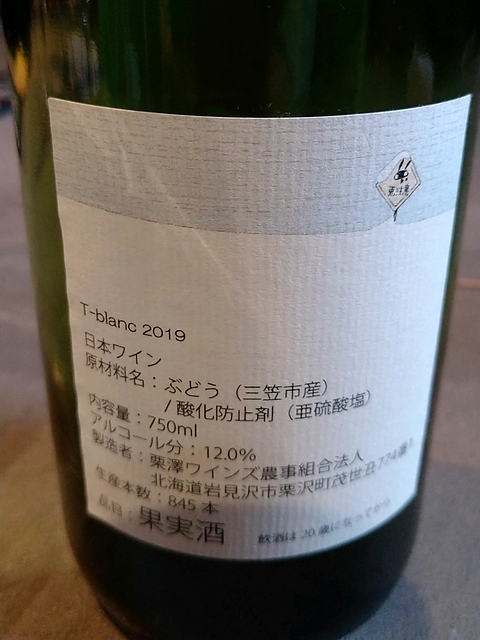 T-blanc 2019
日本ワイン
原材料名：ぶどう（三笠市産）
/ 酸化防止剤（亜硫酸塩）
内容量：750ml
アルコール分：12.0%
製造者：栗澤ワインズ農事組合法人
北海道岩見沢市栗沢町茂世丑774番1
生産本数：845 本
品目：果実酒
飲酒は20歳になってから